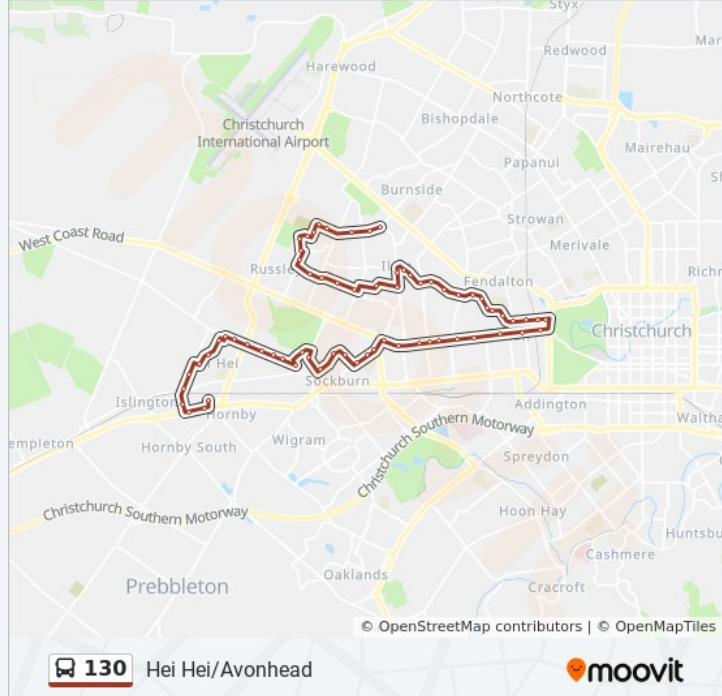 Styx
Redwood
Mar
Harewood
Northcote
Christchurch
International Airport
Bishopdale
Mairehau
Papanui
Burnside
Strowan
West Coast Road
Merivale
Russle
Il
Fendalton
Richm
Christchurch
Hei
Sockburn
Islington
Hornby
Addington
Waltha
empleton
Hornby South
Wigram
Christchurch Southern Motorway
Spreydon
Christchurch Southern Motorway
Hoon Hay
Huntsbu
Cashmere
Oaklands
Cracroft
Prebbleton
© OpenStreetMap contributors | © OpenMapTiles
130 Hei Hei/Avonhead
moovit